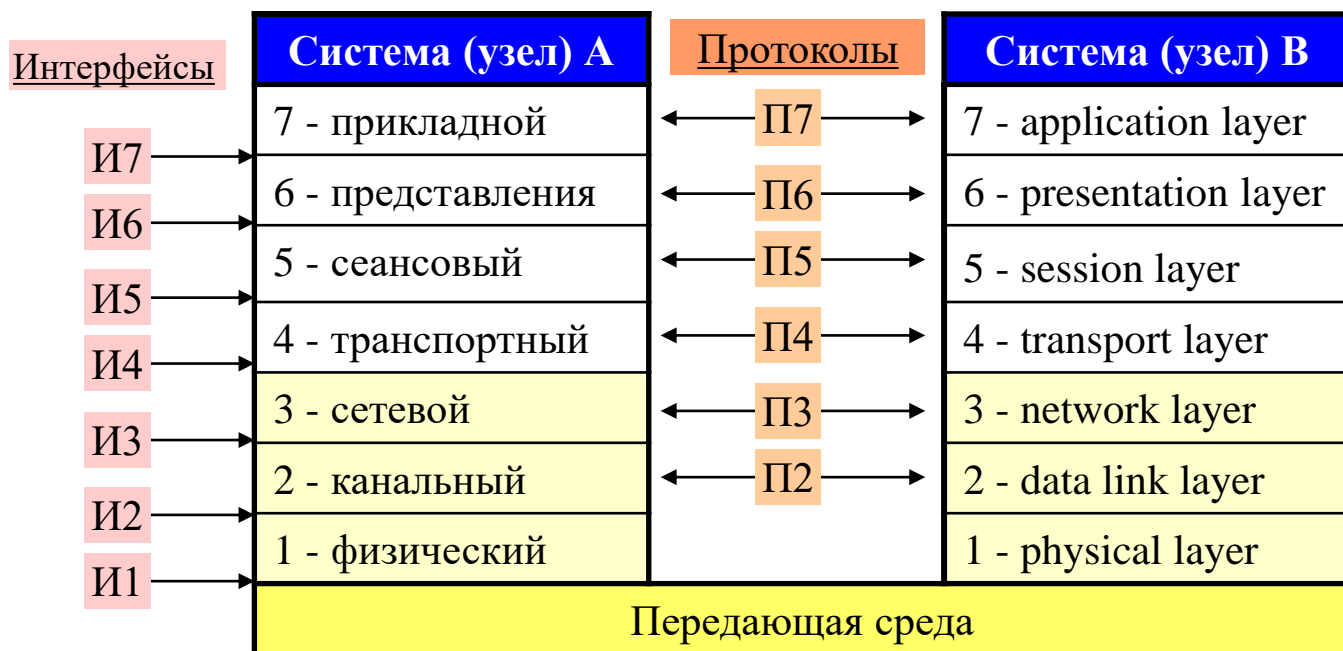 Интерфейсы
Система (узел) A
Протоколы
Система (узел) B
7 - прикладной
П7
7 - application layer
И7
6 - представления
П6
6 - presentation layer
И6
5 - сеансовый
П5
5 - session layer
И5
4 - транспортный
П4
4 - transport layer
И4
3 - сетевой
П3
3 - network layer
И3
2 - канальный
П2
2 - data link layer
И2
1 - физический
1 - physical layer
И1
Передающая среда